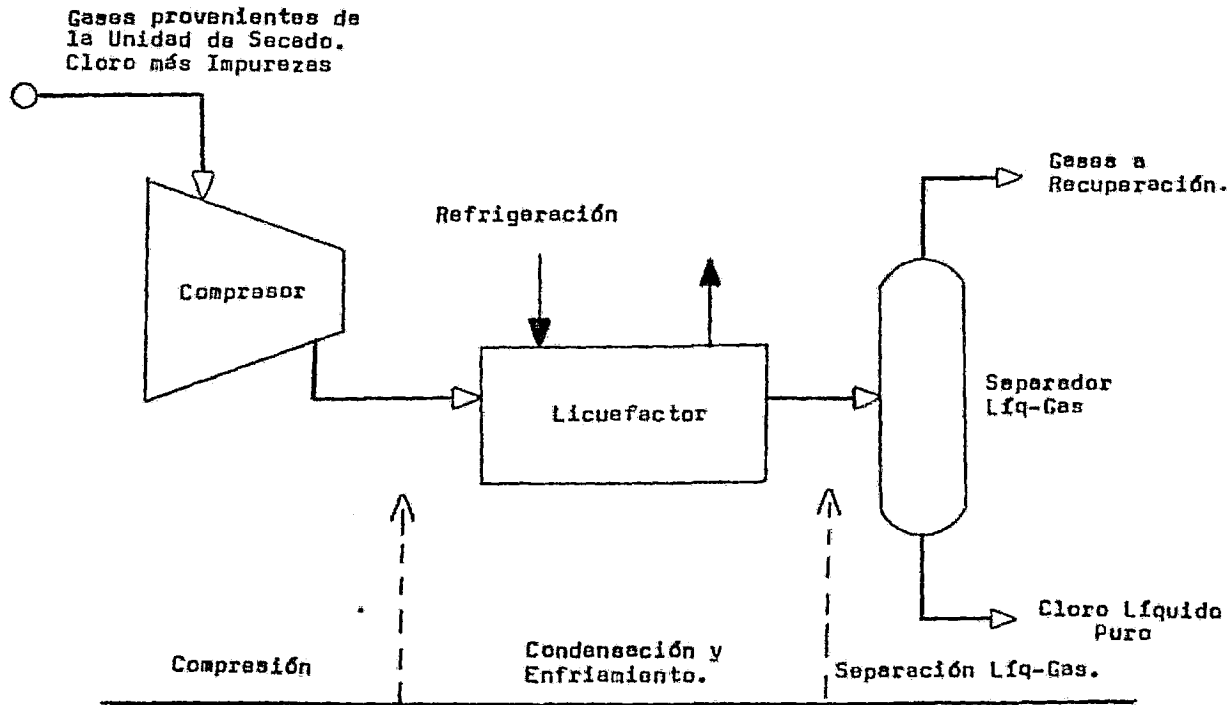 Gases provenientes de
la Unidad de Secado.
Cloro más Impurezas
Gases a
Recuperación.
Refrigeración
Compresor
Licuefactor
Separador
Líq-Gas
Cloro Líquido
Puro
Compresión
Condensación y
Enfriamiento.
Separación Líq-Gas.